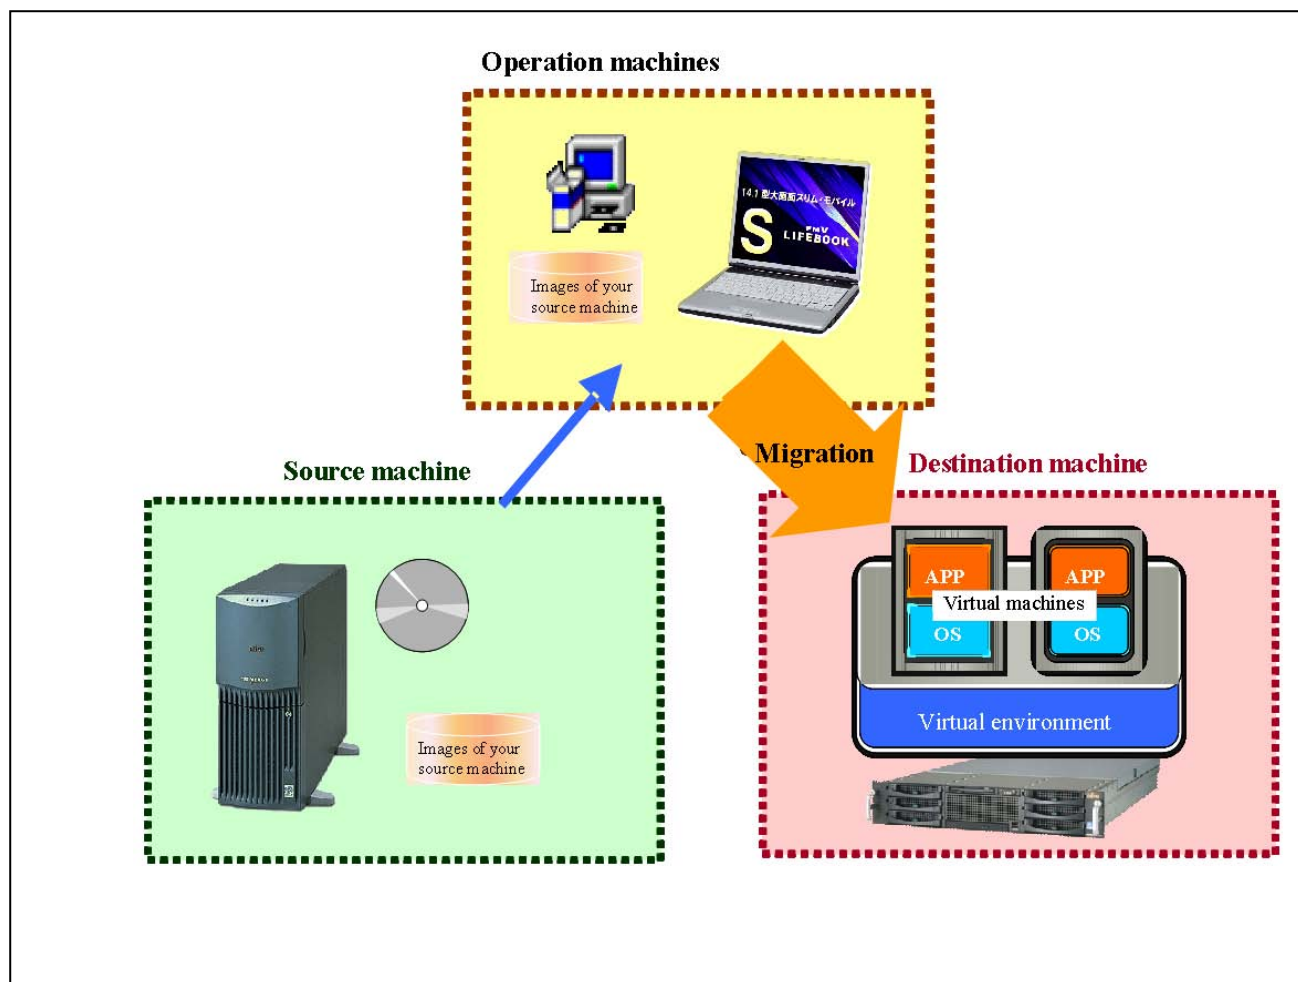 Operation machines
14.1 型大画面スリム・モバイル
S
FMV
LIFEBOOK
Images of your
source machine
Migration
Source machine
Destination machine
APP
APP
Virtual machines
OS
OS
Images of your
source machine
Virtual environment